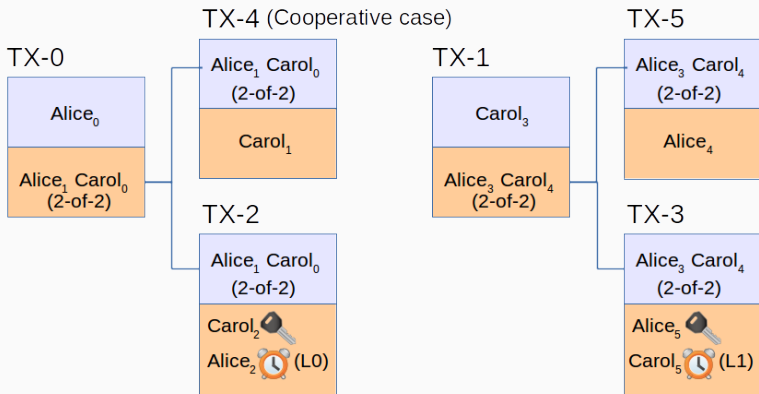 TX-4 (Cooperative case)
TX-5
TX-0
TX-1
Alice₁ Carol₀
(2-of-2)
Alice₃ Carol₄
(2-of-2)
Alice₀
Carol₃
Carol₁
Alice₄
Alice₁ Carol₀
(2-of-2)
Alice₃ Carol₄
(2-of-2)
TX-2
TX-3
Alice₁ Carol₀
(2-of-2)
Alice₃ Carol₄
(2-of-2)
Carol₂
Alice₂ (L0)
Alice₅
Carol₅ (L1)